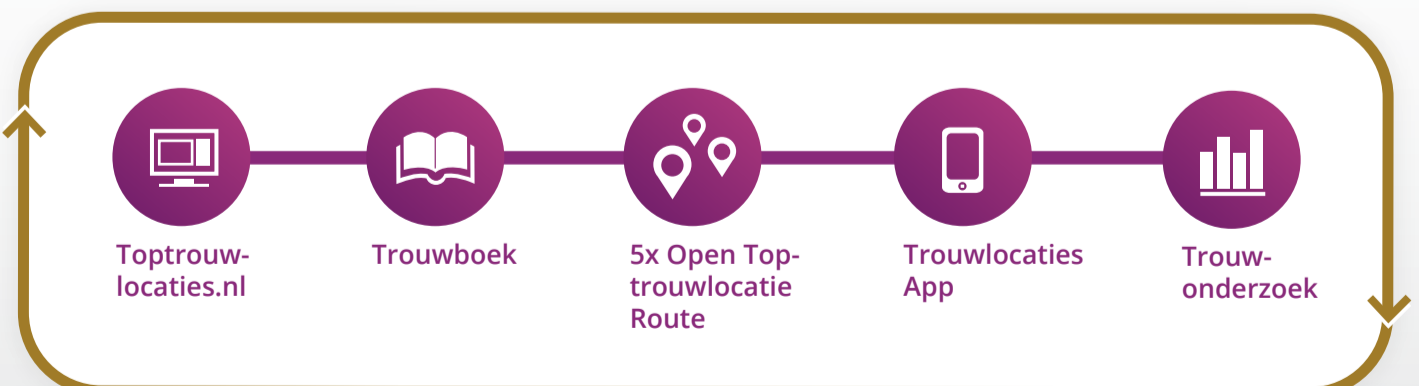 Toptrouw-
locaties.nl
Trouwboek
5x Open Top-
trouwlocatie
Route
Trouwlocaties
App
Trouw-
onderzoek